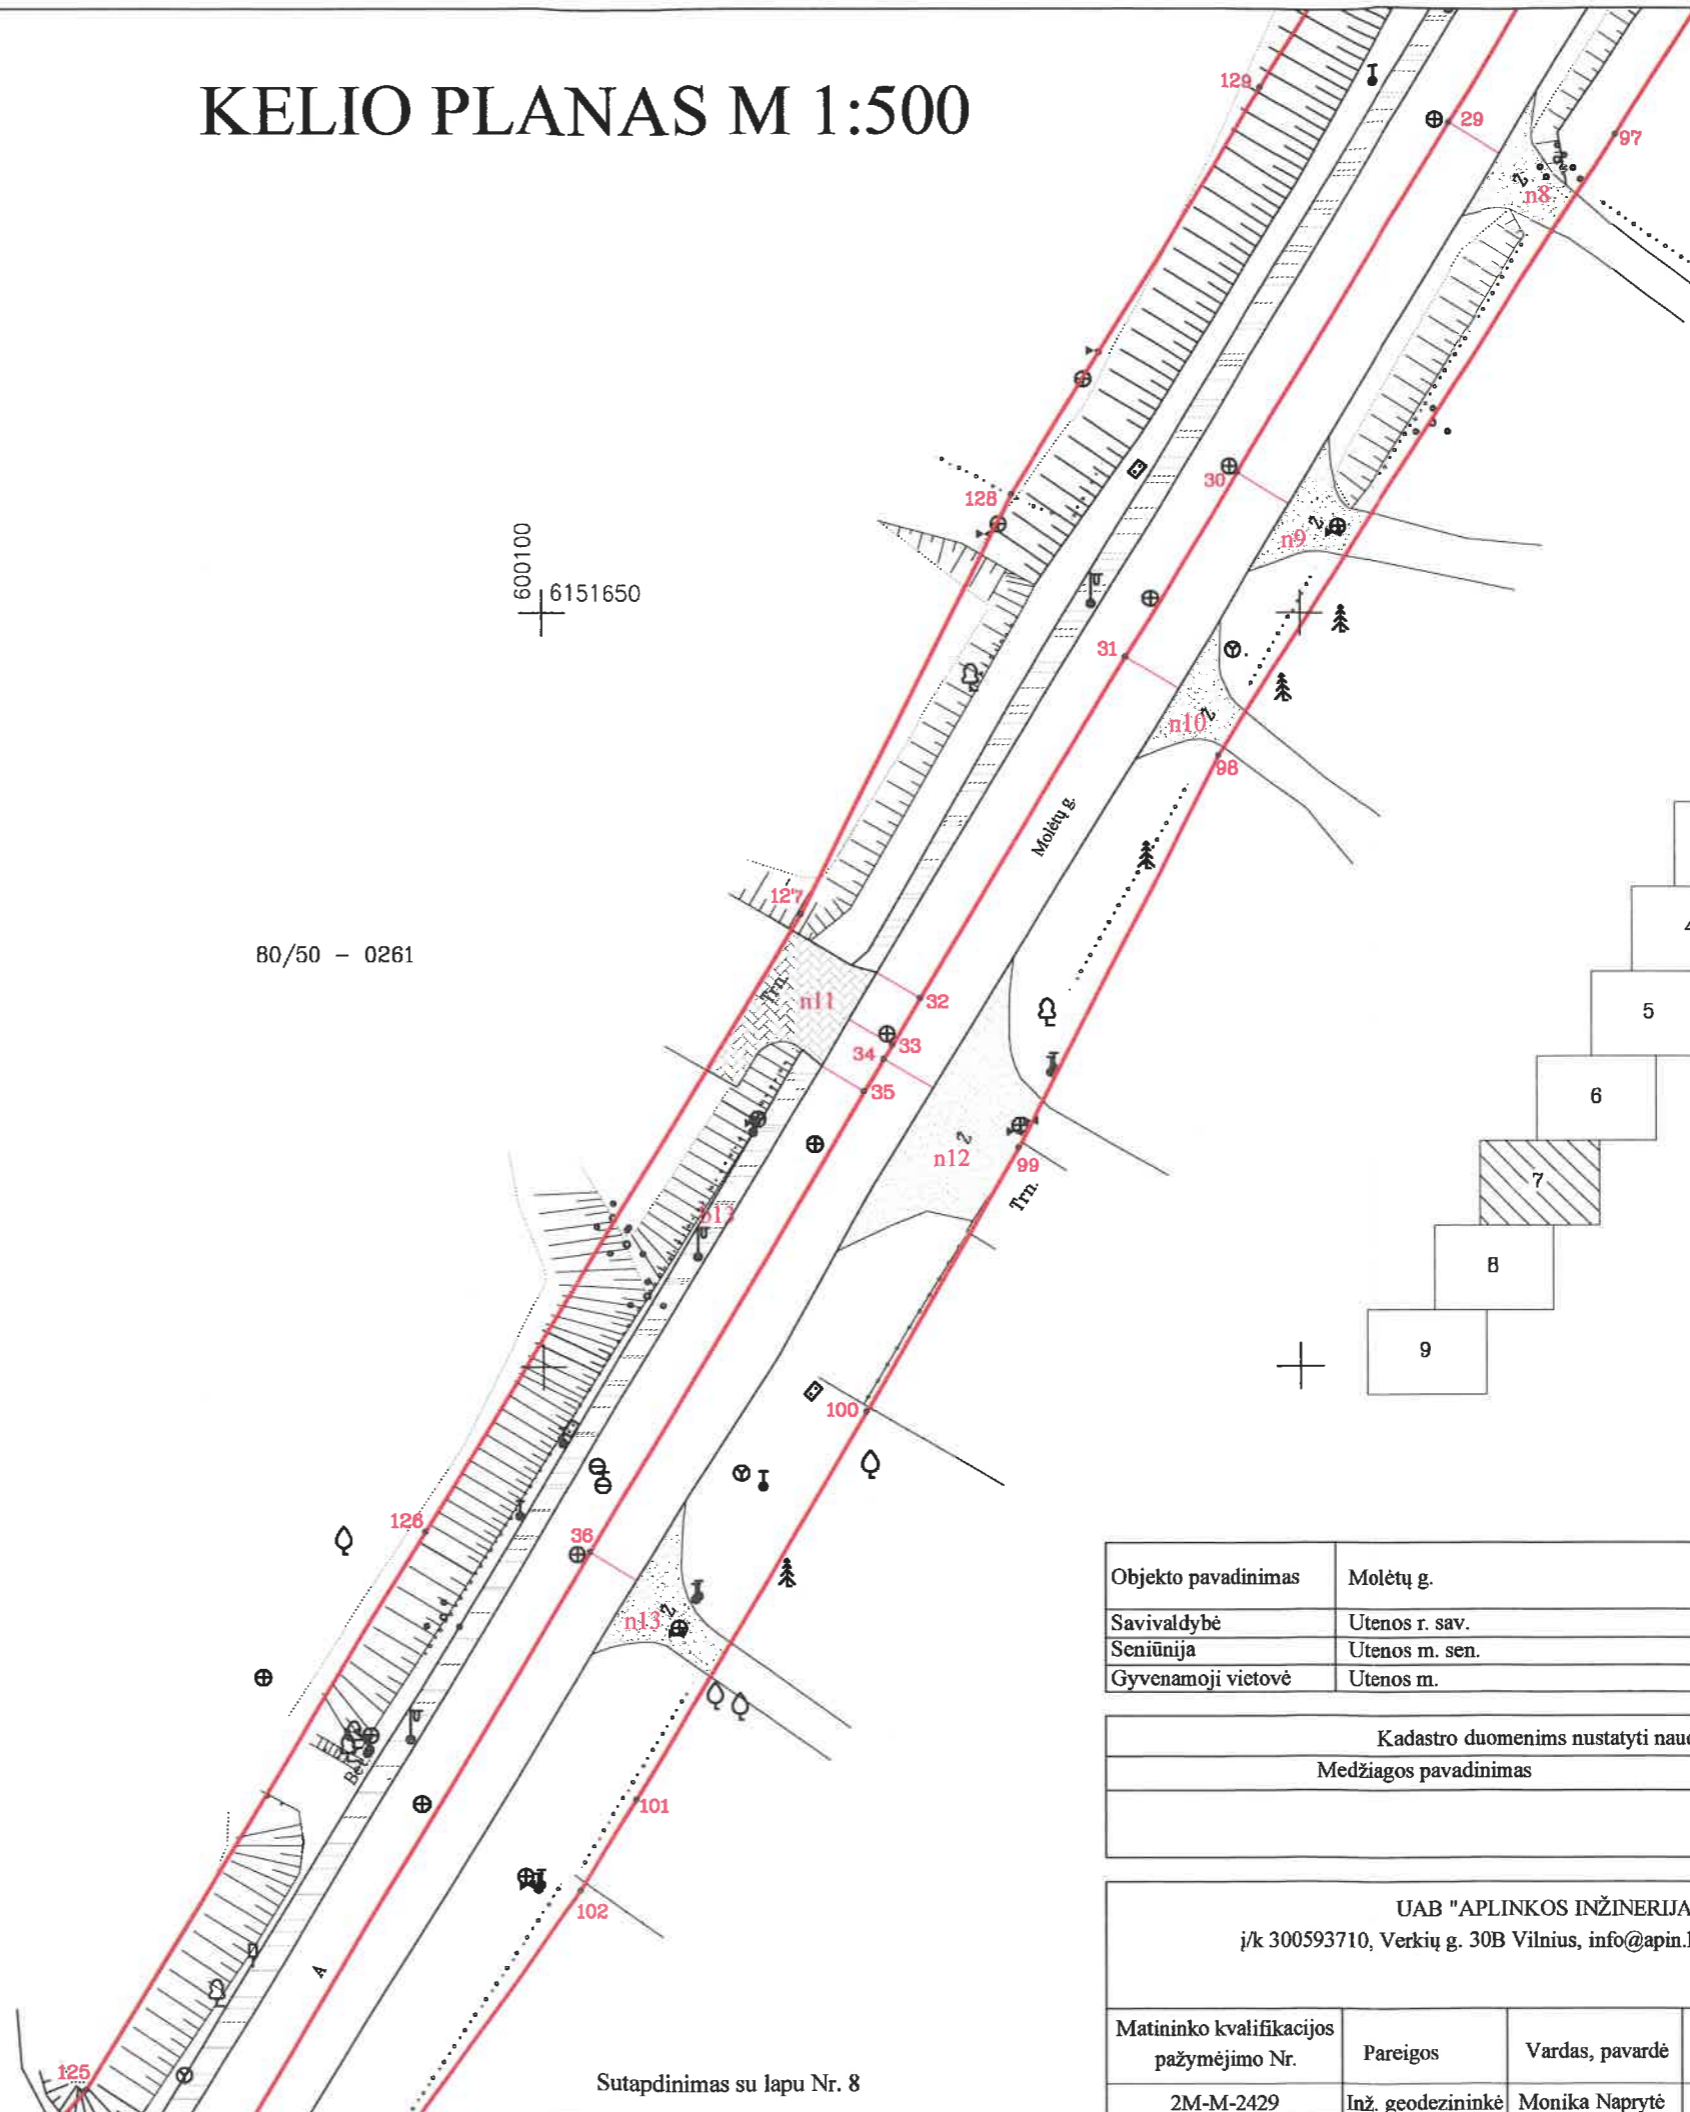 KELIO PLANAS M 1:500
129
29
97
n8
128
30
n9
600100
6151650
31
n10
98
Molėtų g.
127
80/50 - 0261
Trn.
n11
32
33
34
35
5
6
n12
99
Trn.
7
b13
8
9
100
126
36
n13
Bet.
101
102
A
125
Objekto pavadinimas Molėtų g.
Savivaldybė Utenos r. sav.
Seniūnija Utenos m. sen.
Gyvenamoji vietovė Utenos m.
Kadastro duomenims nustatyti
Medžiagos pavadinimas
UAB "APLINKOS INŽINERIJA
į/k 300593710, Verkių g. 30B Vilnius, info@apin.
Matininko kvalifikacijos
pažymėjimo Nr. Pareigos Vardas, pavardė
2M-M-2429 Inž. geodezininkė Monika Naprytė
Sutapdinimas su lapu Nr. 8